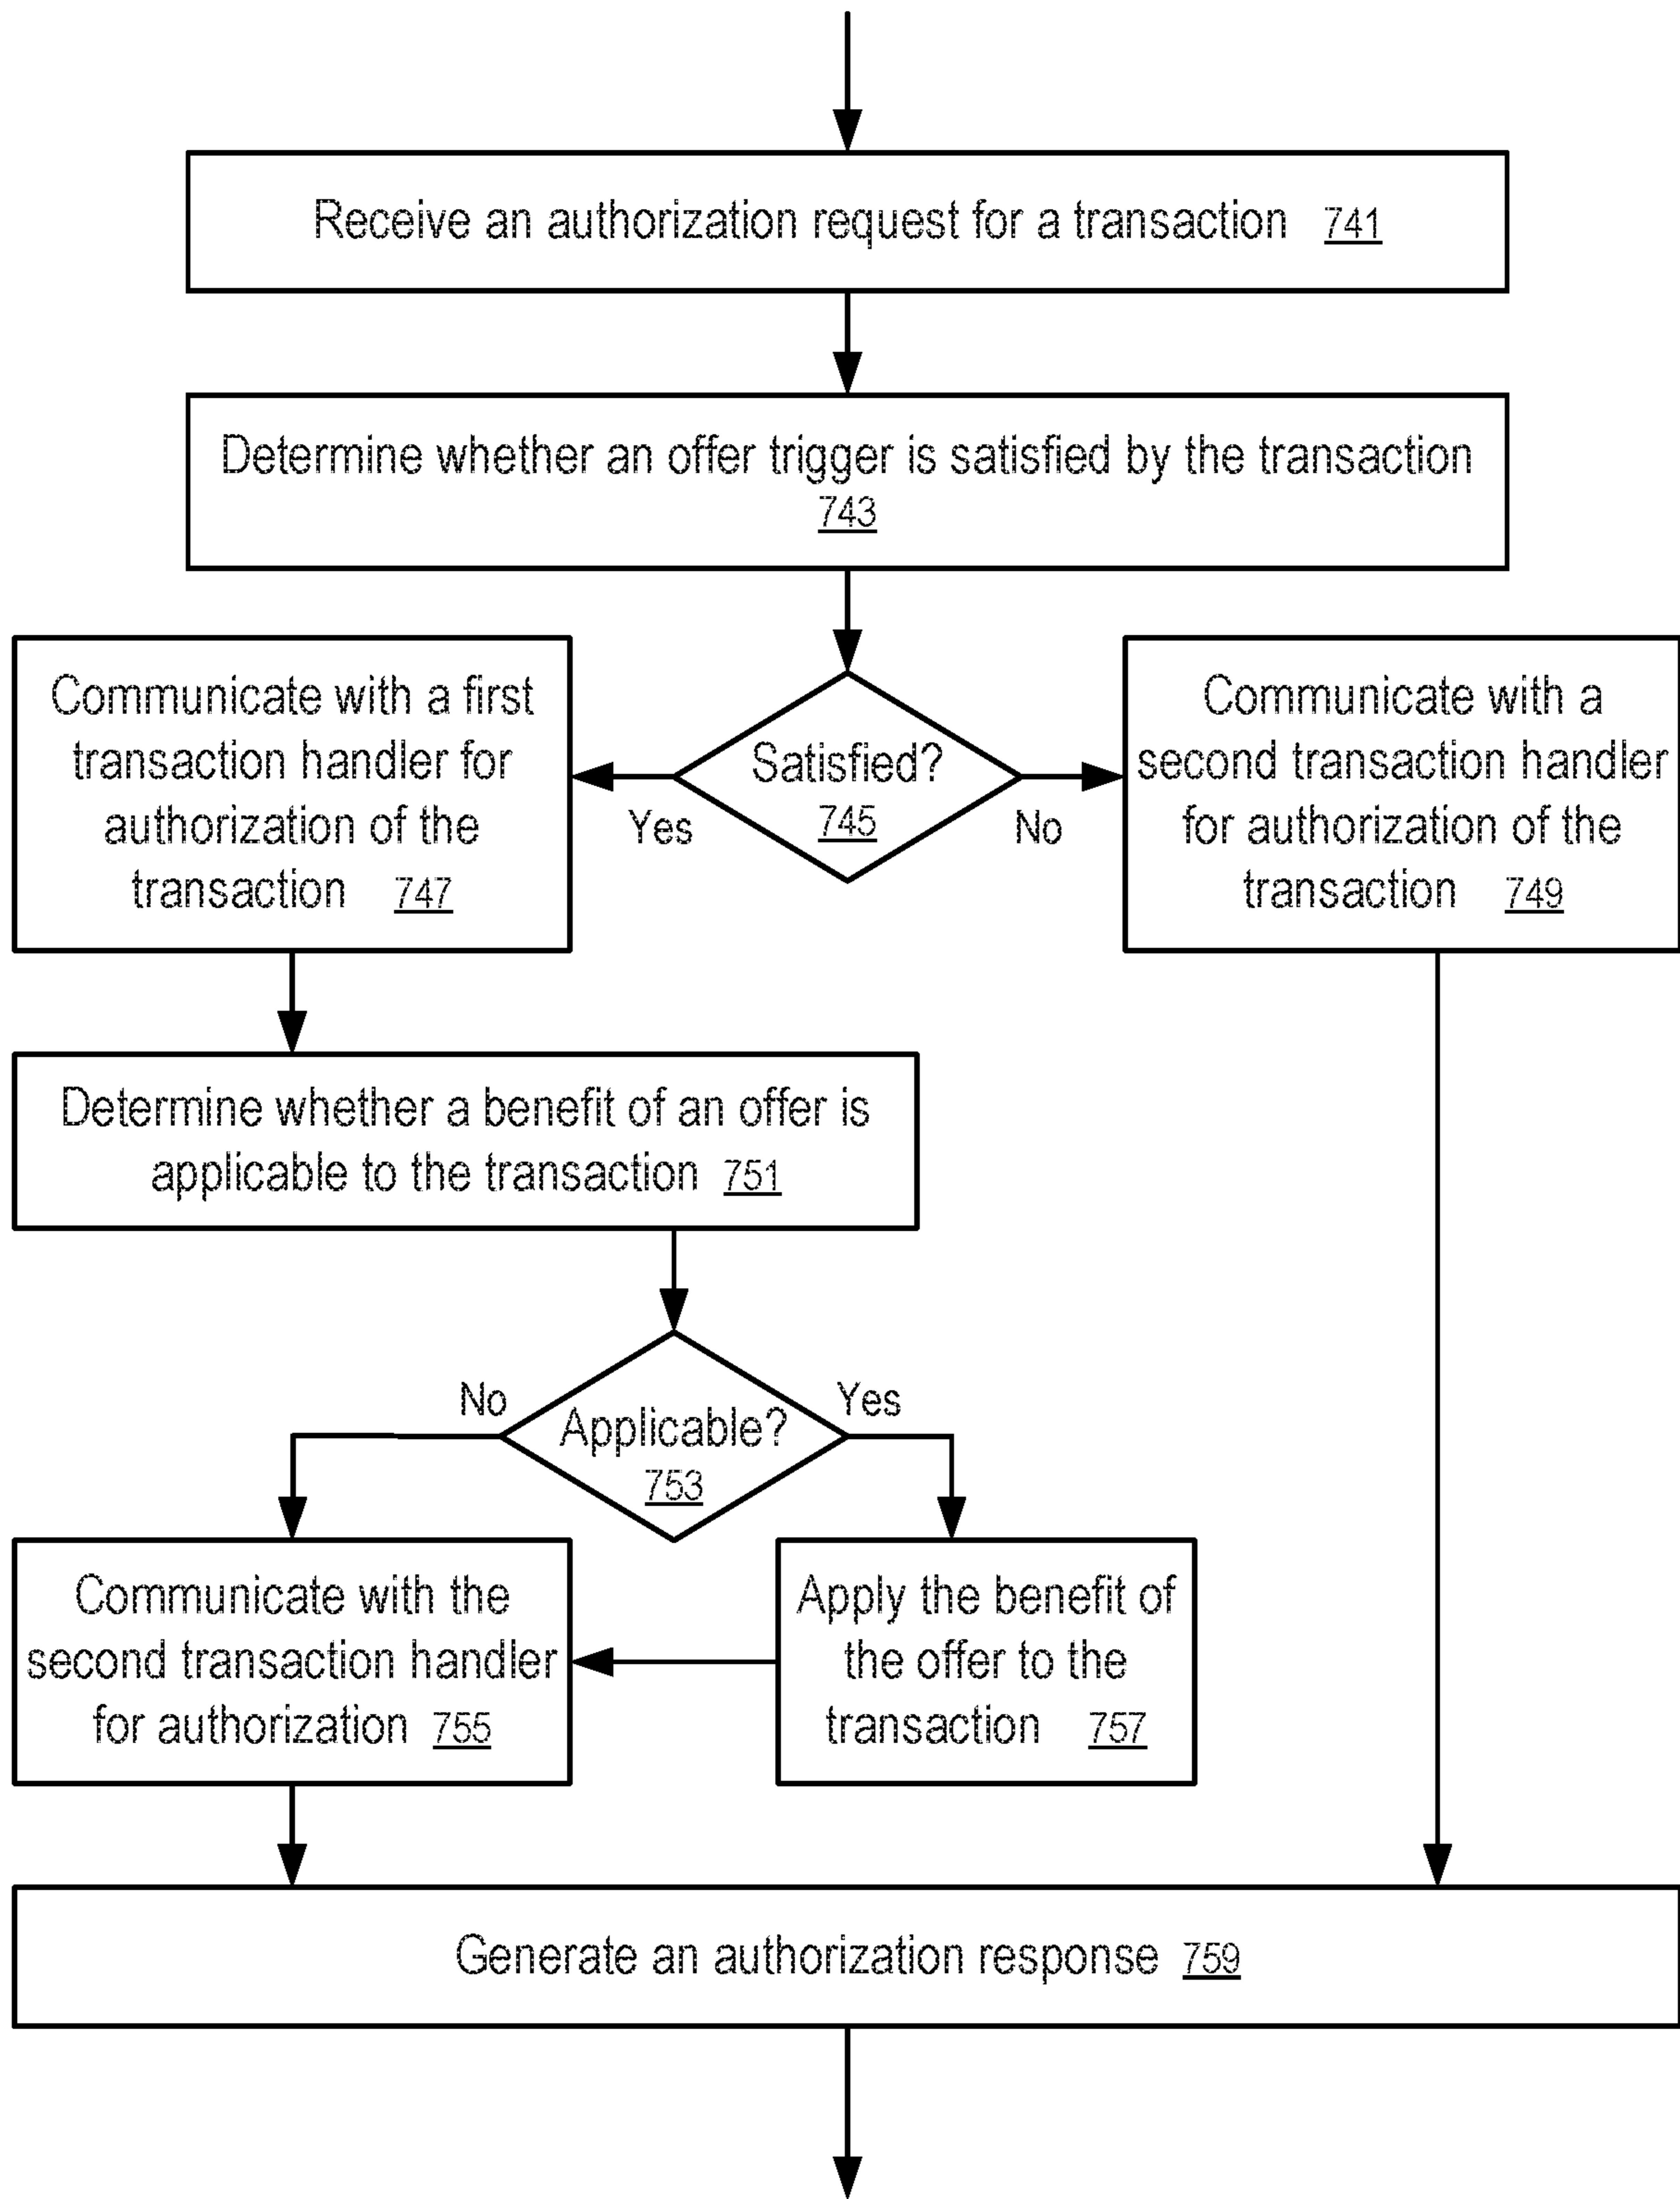 Receive an authorization request for a transaction 741
Determine whether an offer trigger is satisfied by the transaction
743
Communicate with a first
transaction handler for
authorization of the
transaction 747
Satisfied?
745
Yes
No
Communicate with a
second transaction handler
for authorization of the
transaction 749
Determine whether a benefit of an offer is
applicable to the transaction 751
No
Applicable?
753
Yes
Communicate with the
second transaction handler
for authorization 755
Apply the benefit of
the offer to the
transaction 757
Generate an authorization response 759